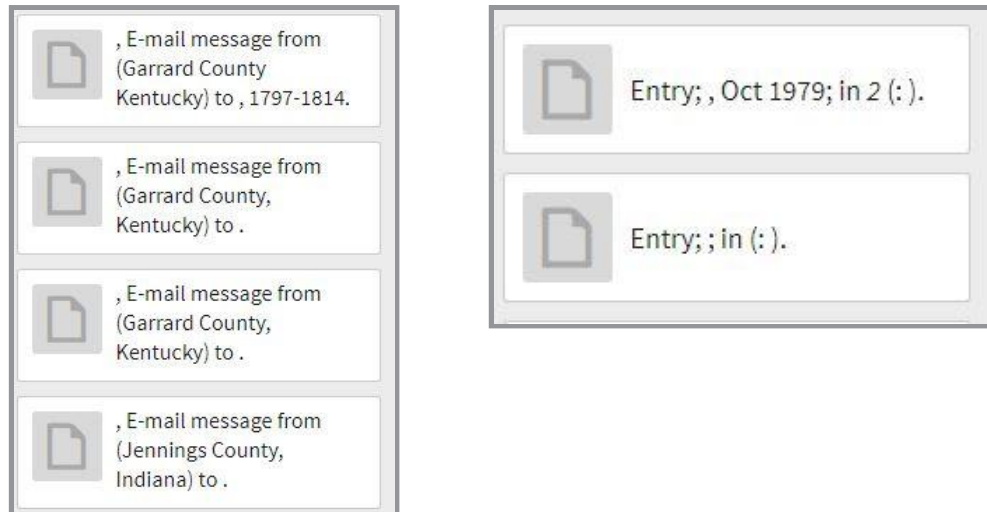 , E-mail message from
(Garrard County
Kentucky) to , 1797-1814.
, E-mail message from
(Garrard County,
Kentucky) to .
, E-mail message from
(Garrard County,
Kentucky) to .
, E-mail message from
(Jennings County,
Indiana) to .
Entry; , Oct 1979; in 2 (: ).
Entry; ; in (: ).